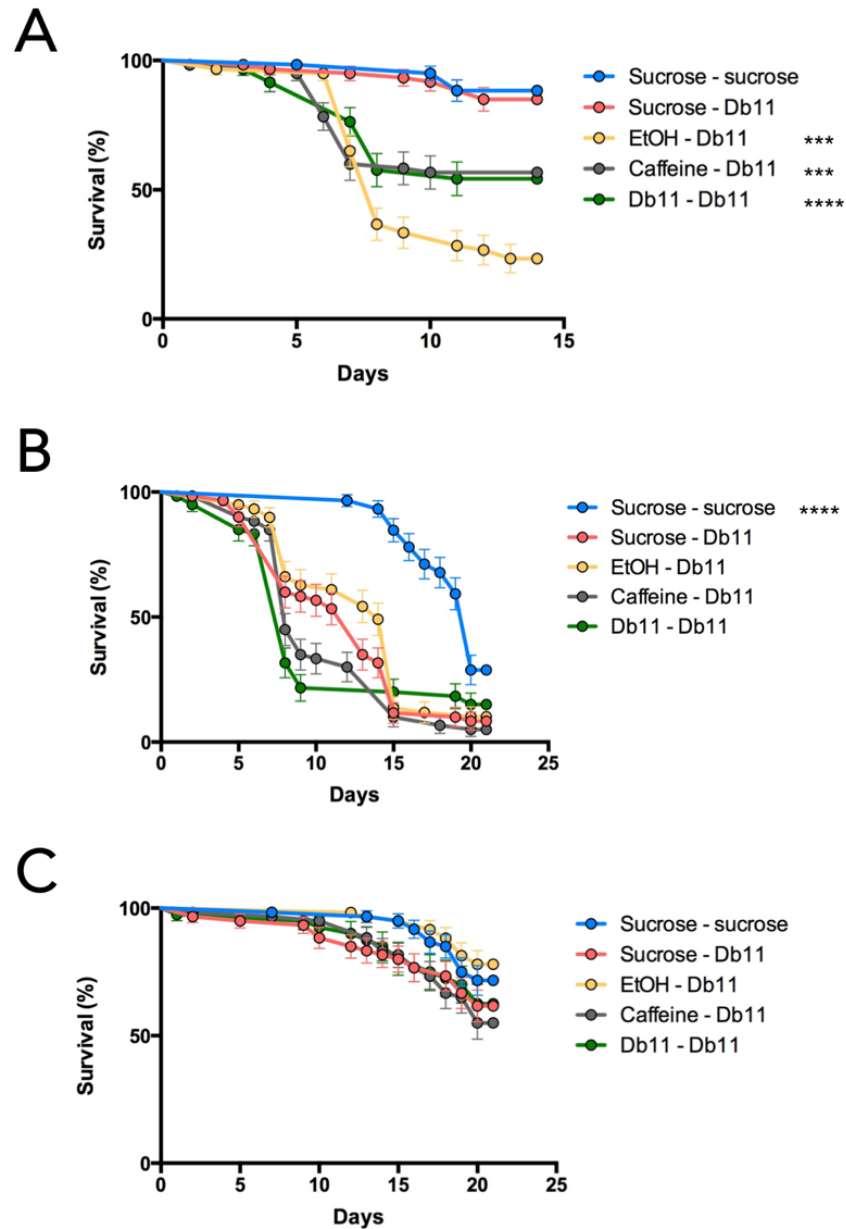 A
Survival (%)
100
50
0
0 5 10 15
Days
Sucrose - sucrose
Sucrose - Db11
EtOH - Db11 ***
Caffeine - Db11 ***
Db11 - Db11 ****
B
Survival (%)
100
50
0
0 5 10 15 20 25
Days
Sucrose - sucrose ****
Sucrose - Db11
EtOH - Db11
Caffeine - Db11
Db11 - Db11
C
Survival (%)
100
50
0
0 5 10 15 20
Days
Sucrose - sucrose
Sucrose - Db11
EtOH - Db11
Caffeine - Db11
Db11 - Db11